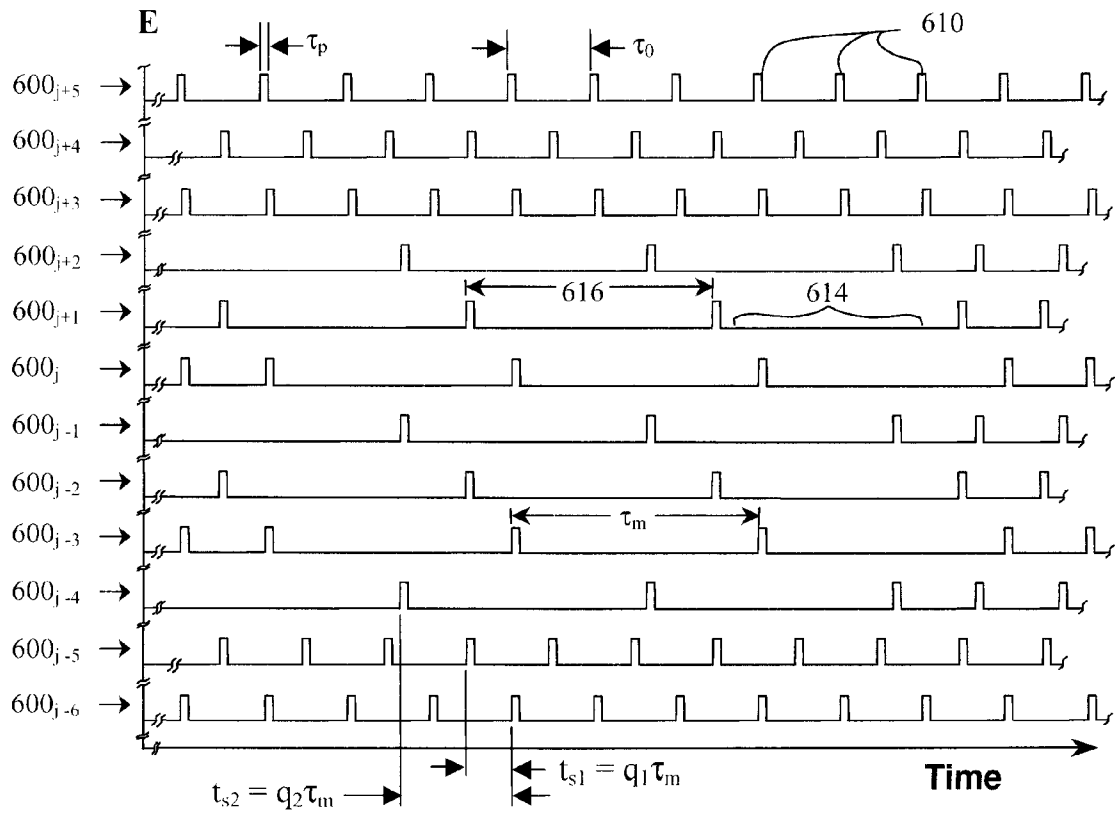 E
τp
τ0
610
600j+5
600j+4
600j+3
600j+2
616
600j+1
614
600j
600j-1
600j-2
τm
600j-3
600j-4
600j-5
600j+6
ts1 = q1τm
Time
ts2 = q2τm